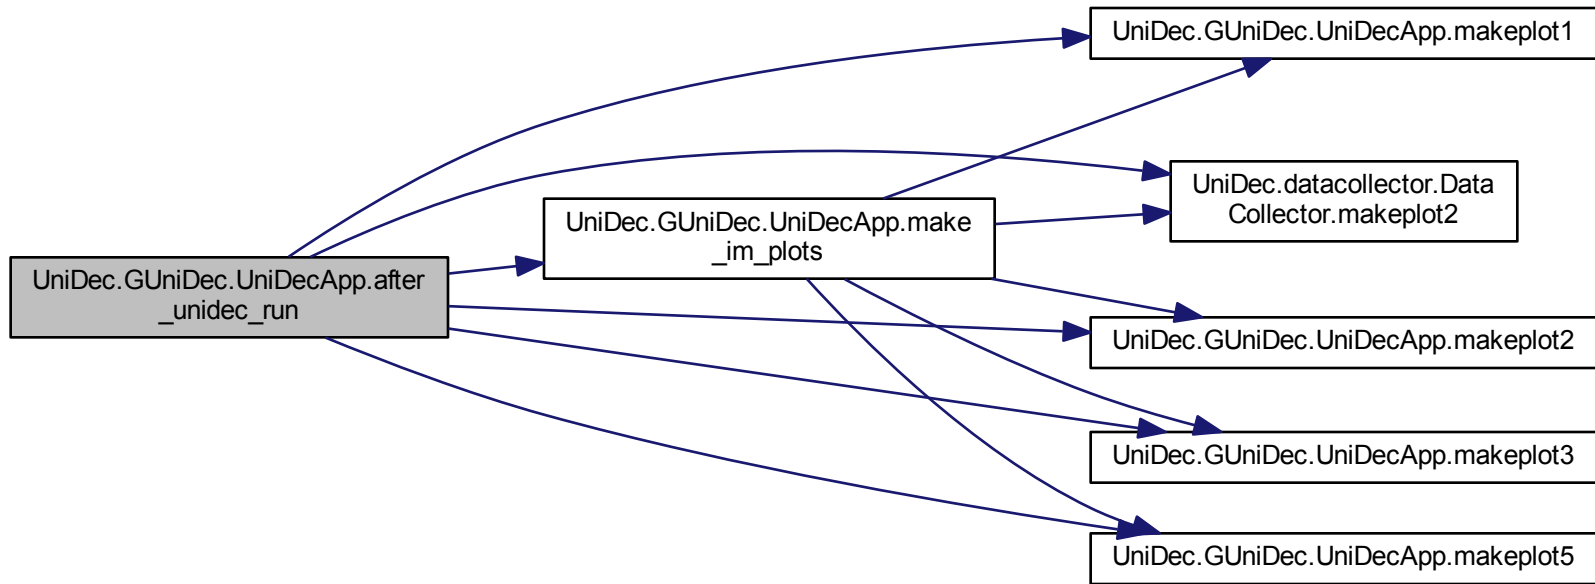 UniDec.GUniDec.UniDecApp.after
_unidec_run
UniDec.GUniDec.UniDecApp.make
_im_plots
UniDec.GUniDec.UniDecApp.makeplot1
UniDec.datacollector.Data
Collector.makeplot2
UniDec.GUniDec.UniDecApp.makeplot2
UniDec.GUniDec.UniDecApp.makeplot3
UniDec.GUniDec.UniDecApp.makeplot5